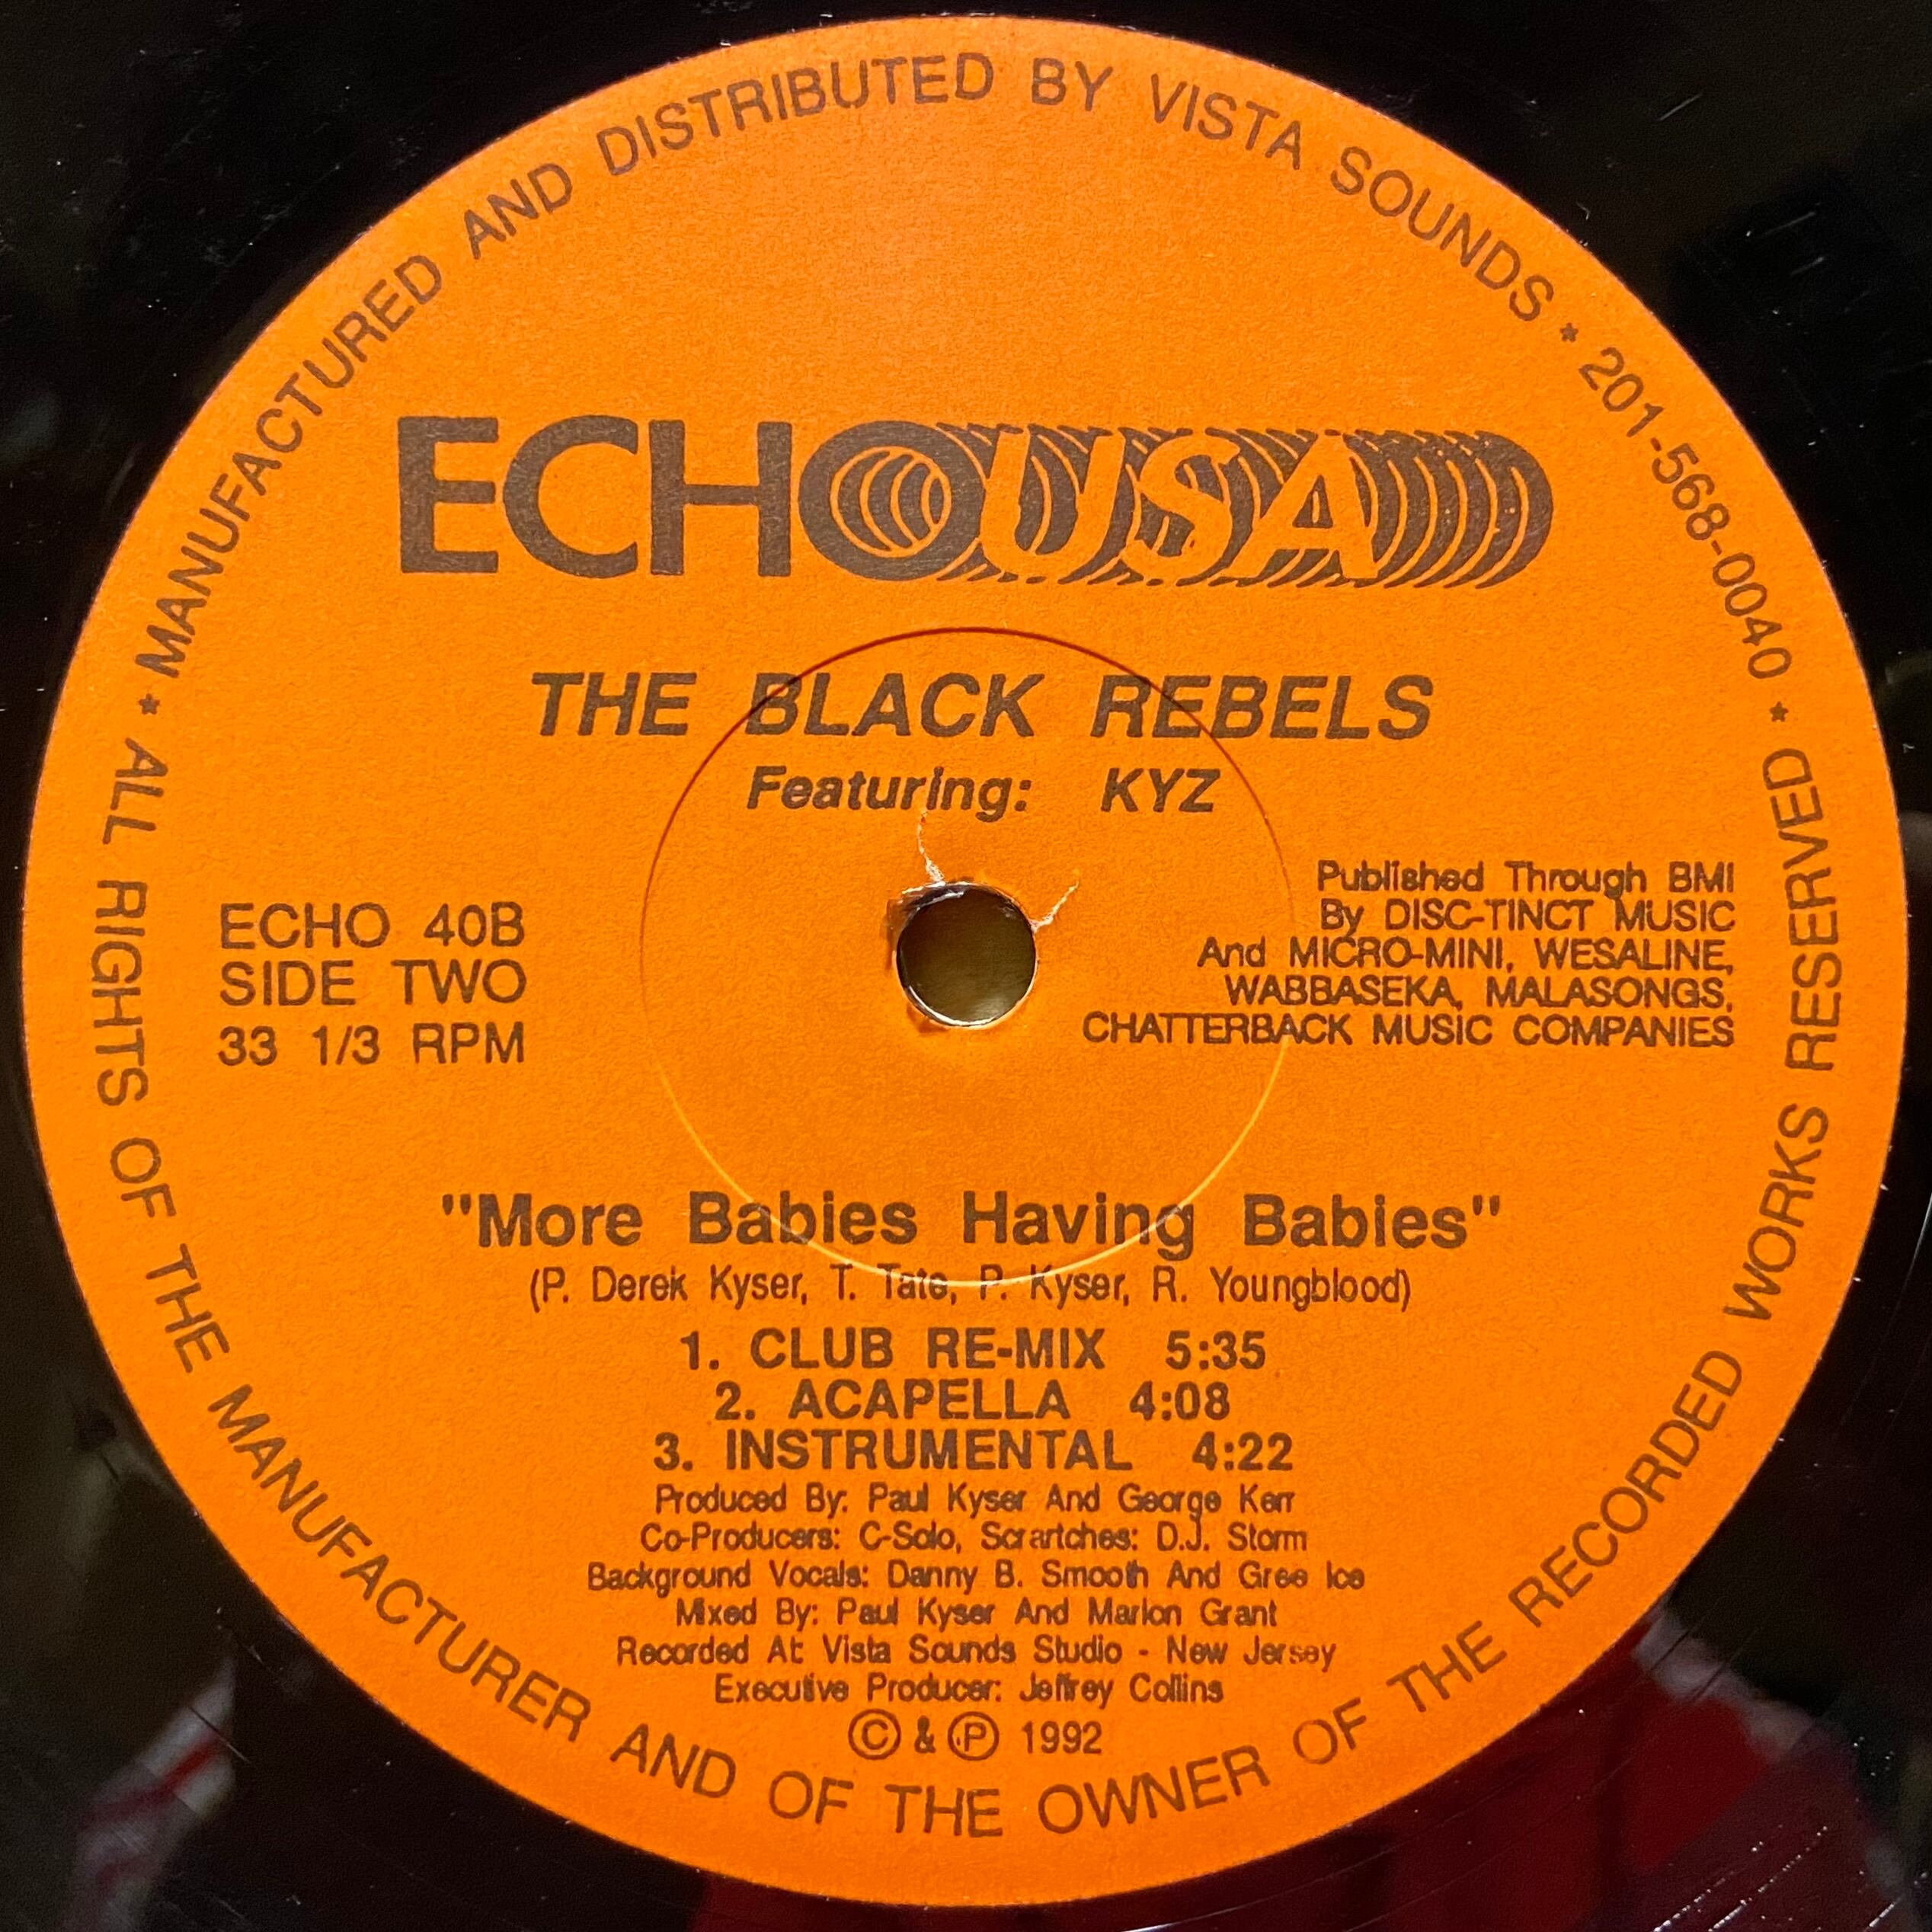 * MANUFACTURED AND DISTRIBUTED BY VISTA SOUNDS * 201-568-0040 *
ECHO USA
THE BLACK REBELS
Featuring: KYZ
ECHO 40B
SIDE TWO
33 1/3 RPM
Published Through BMI
By DISC-TINCT MUSIC
And MICRO-MINI, WESALINE,
WABBASEKA, MALASONGS,
CHATTERBACK MUSIC COMPANIES
"More Babies Having Babies"
(P. Derek Kyser, T. Tate, P. Kyser, R. Youngblood)
1. CLUB RE-MIX 5:35
2. ACAPELLA 4:08
3. INSTRUMENTAL 4:22
Produced By: Paul Kyser And George Kerr
Co-Producers: C-Solo, Scrartches: D.J. Storm
Background Vocals: Danny B. Smooth And Gree Ice
Mixed By: Paul Kyser And Marlon Grant
Recorded At: Vista Sounds Studio - New Jersey
Executive Producer: Jeffrey Collins
© & ℗ 1992
ALL RIGHTS OF THE MANUFACTURER AND OF THE OWNER OF THE RECORDED WORKS RESERVED